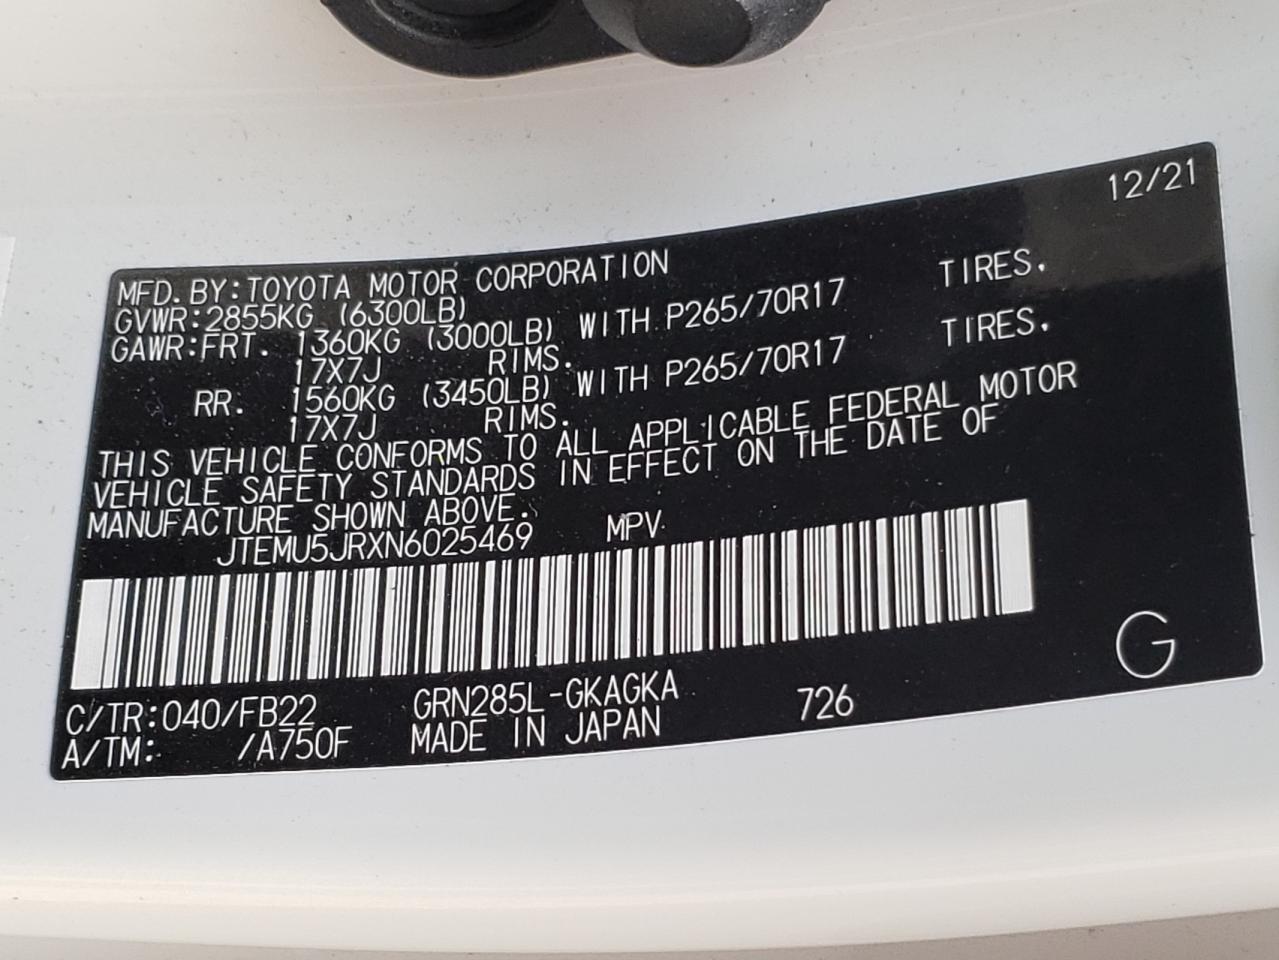 12/21
MFD. BY:TOYOTA MOTOR CORPORATION
GVWR:2855KG (6300LB)
GAWR:FRT. 1360KG (3000LB) WITH P265/70R17 TIRES.
17X7J RIMS.
RR. 1560KG (3450LB) WITH P265/70R17 TIRES.
17X7J RIMS.
THIS VEHICLE CONFORMS TO ALL APPLICABLE FEDERAL MOTOR
VEHICLE SAFETY STANDARDS IN EFFECT ON THE DATE OF
MANUFACTURE SHOWN ABOVE.
JTEMU5JRXN6025469 MPV
C/TR:040/FB22 GRN285L-GKAGKA 726 G
A/TM: /A750F MADE IN JAPAN